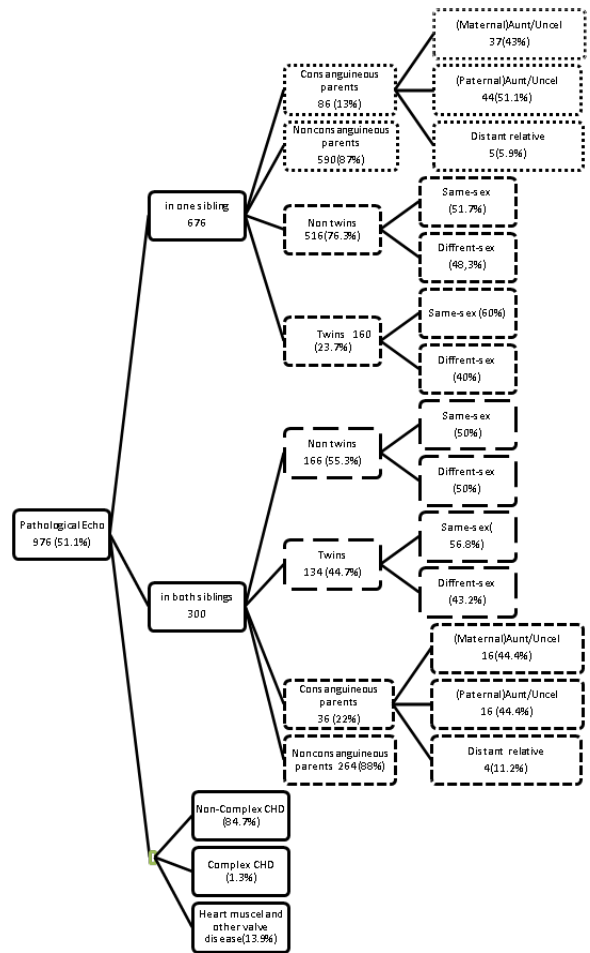 (Maternal)Aunt/Uncel
37(43%)
Consanguineous
parents
86 (13%)
(Paternal)Aunt/Uncel
44(51.1%)
Nonconsanguineous
parents
590(87%)
Distant relative
5(5.9%)
in one sibling
676
Non twins
516(76.3%)
Same-sex
(51.7%)
Diffrent-sex
(48,3%)
Twins 160
(23.7%)
Same-sex (60%)
Diffrent-sex
(40%)
Pathological Echo
976 (51.1%)
Non twins
166 (55.3%)
Same-sex
(50%)
Diffrent-sex
(50%)
Twins
134 (44.7%)
Same-sex(
56.8%)
Diffrent-sex
(43.2%)
in both siblings
300
Consanguineous
parents
36 (22%)
(Maternal)Aunt/Uncel
16(44.4%)
(Paternal)Aunt/Uncel
16 (44.4%)
Nonconsanguineous
parents 264(88%)
Distant relative
4(11.2%)
Non-Complex CHD
(84.7%)
Complex CHD
(1.3%)
Heart muscel and
other valve
disease(13.9%)